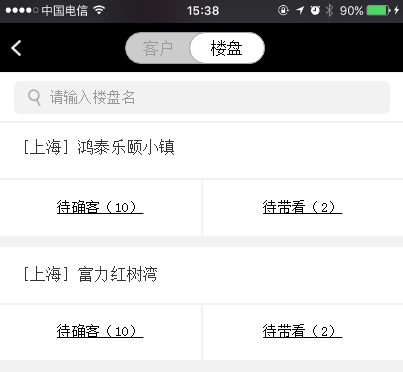 中国电信 15:38 90%
客户 楼盘
请输入楼盘名
[上海] 鸿泰乐颐小镇
待确客（10） 待带看（2）
[上海] 富力红树湾
待确客（10） 待带看（2）